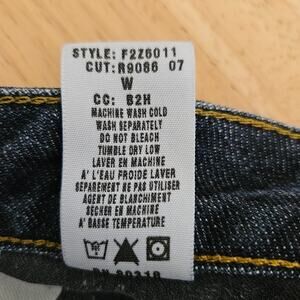 STYLE: F2Z6011
CUT: R9086 07
W
CC: B2H
MACHINE WASH COLD
WASH SEPARATELY
DO NOT BLEACH
TUMBLE DRY LOW
LAVER EN MACHINE
A' L'EAU FROIDE LAVER
SEPAREMENT NE PAS UTILISER
AGENT DE BLANCHIMENT
SECHER EN MACHINE
A' BASSE TEMPERATURE